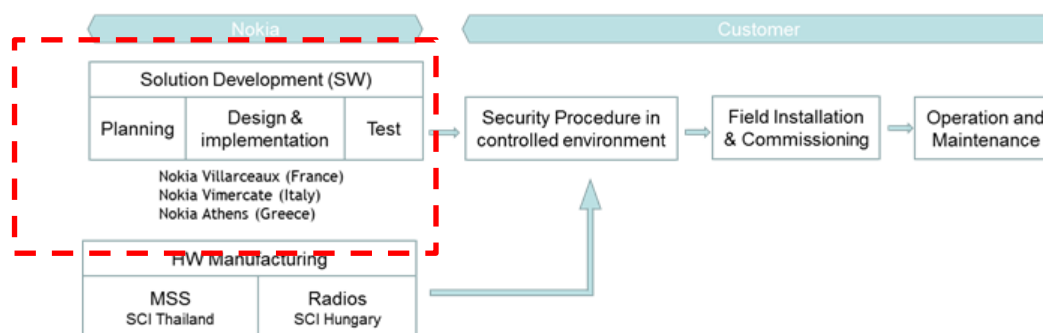 Nokia
Customer
Solution Development (SW)
Planning
Design &
implementation
Test
Security Procedure in
controlled environment
Field Installation
& Commissioning
Operation and
Maintenance
Nokia Villarceaux (France)
Nokia Vimercate (Italy)
Nokia Athens (Greece)
HW Manufacturing
MSS
SCI Thailand
Radios
SCI Hungary